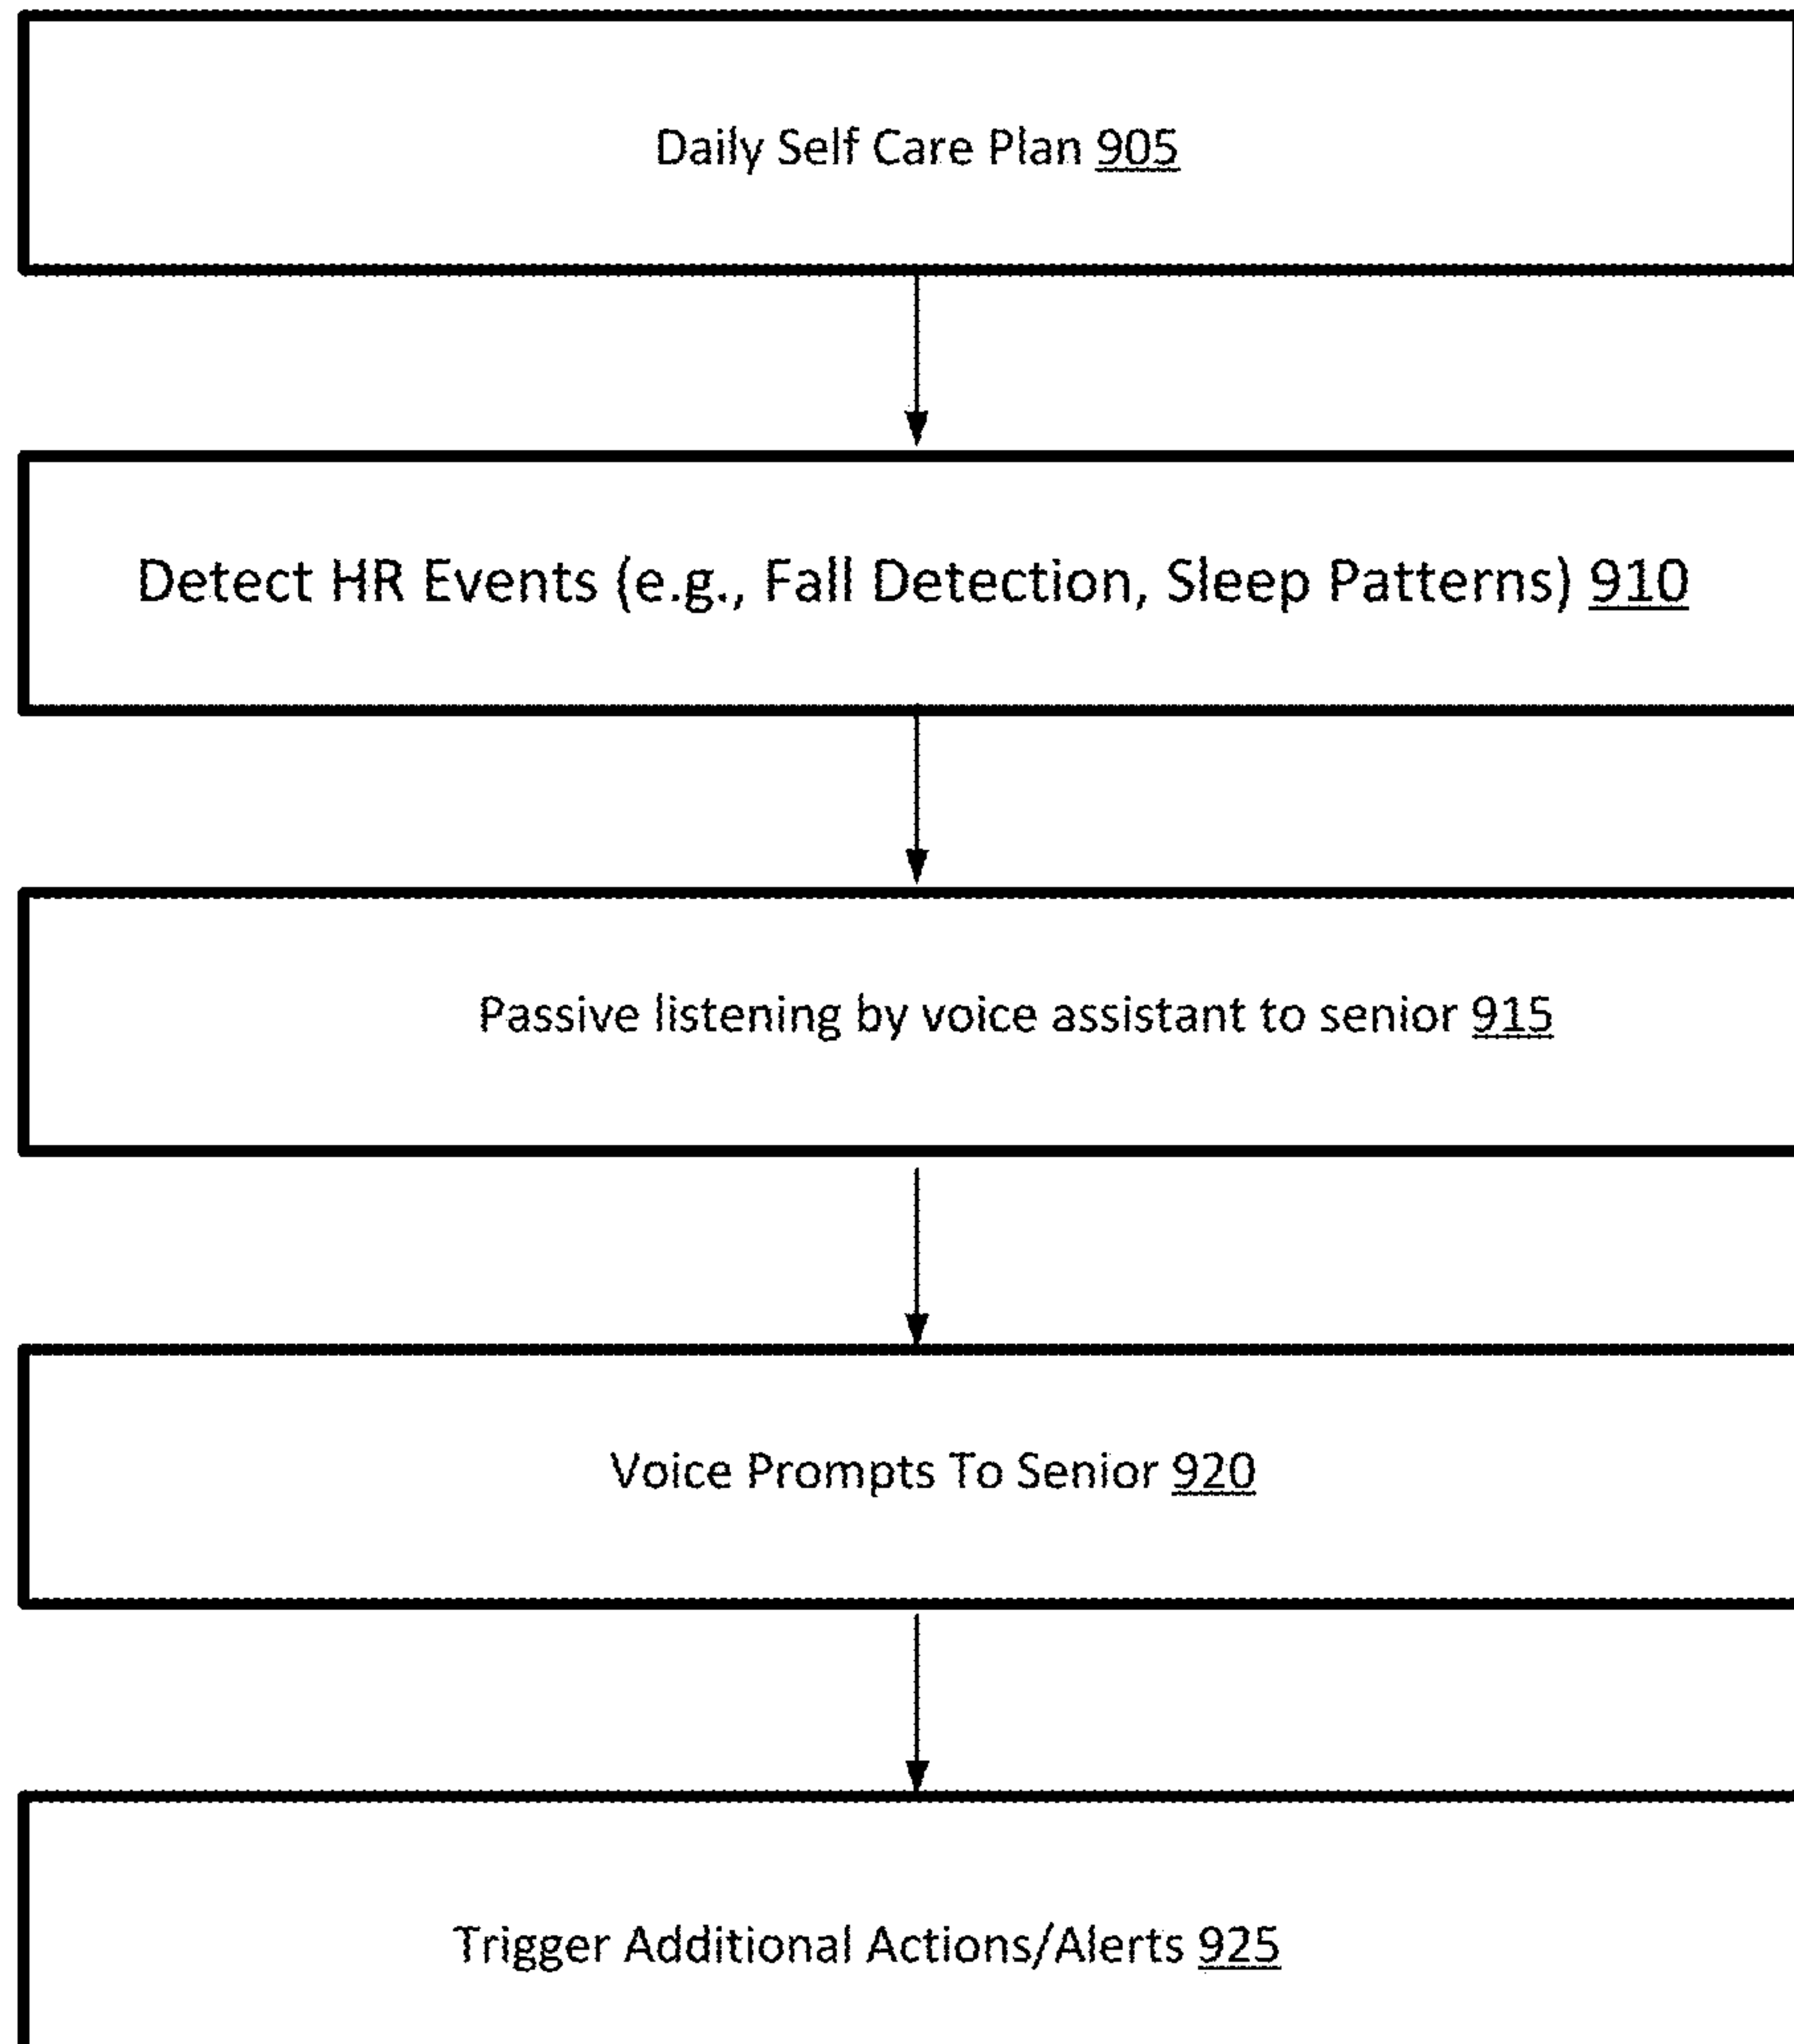 Daily Self Care Plan 905
Detect HR Events (e.g., Fall Detection, Sleep Patterns) 910
Passive listening by voice assistant to senior 915
Voice Prompts To Senior 920
Trigger Additional Actions/Alerts 925